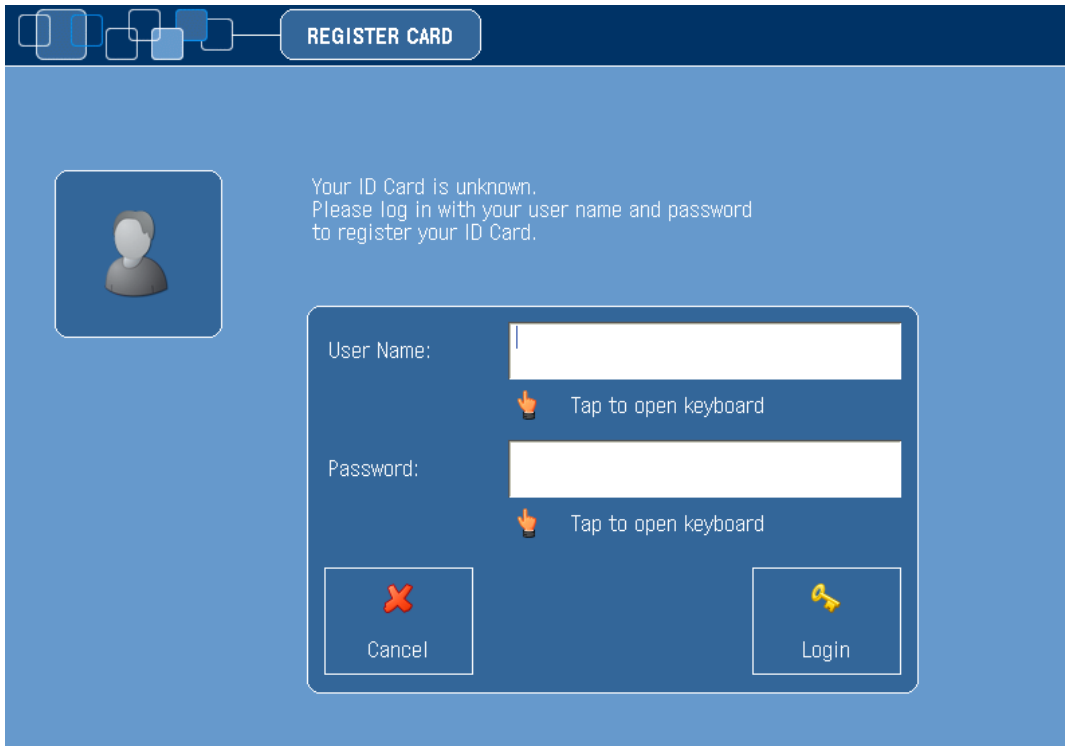 REGISTER CARD
Your ID Card is unknown.
Please log in with your user name and password
to register your ID Card.
User Name:
Tap to open keyboard
Password:
Tap to open keyboard
Cancel
Login